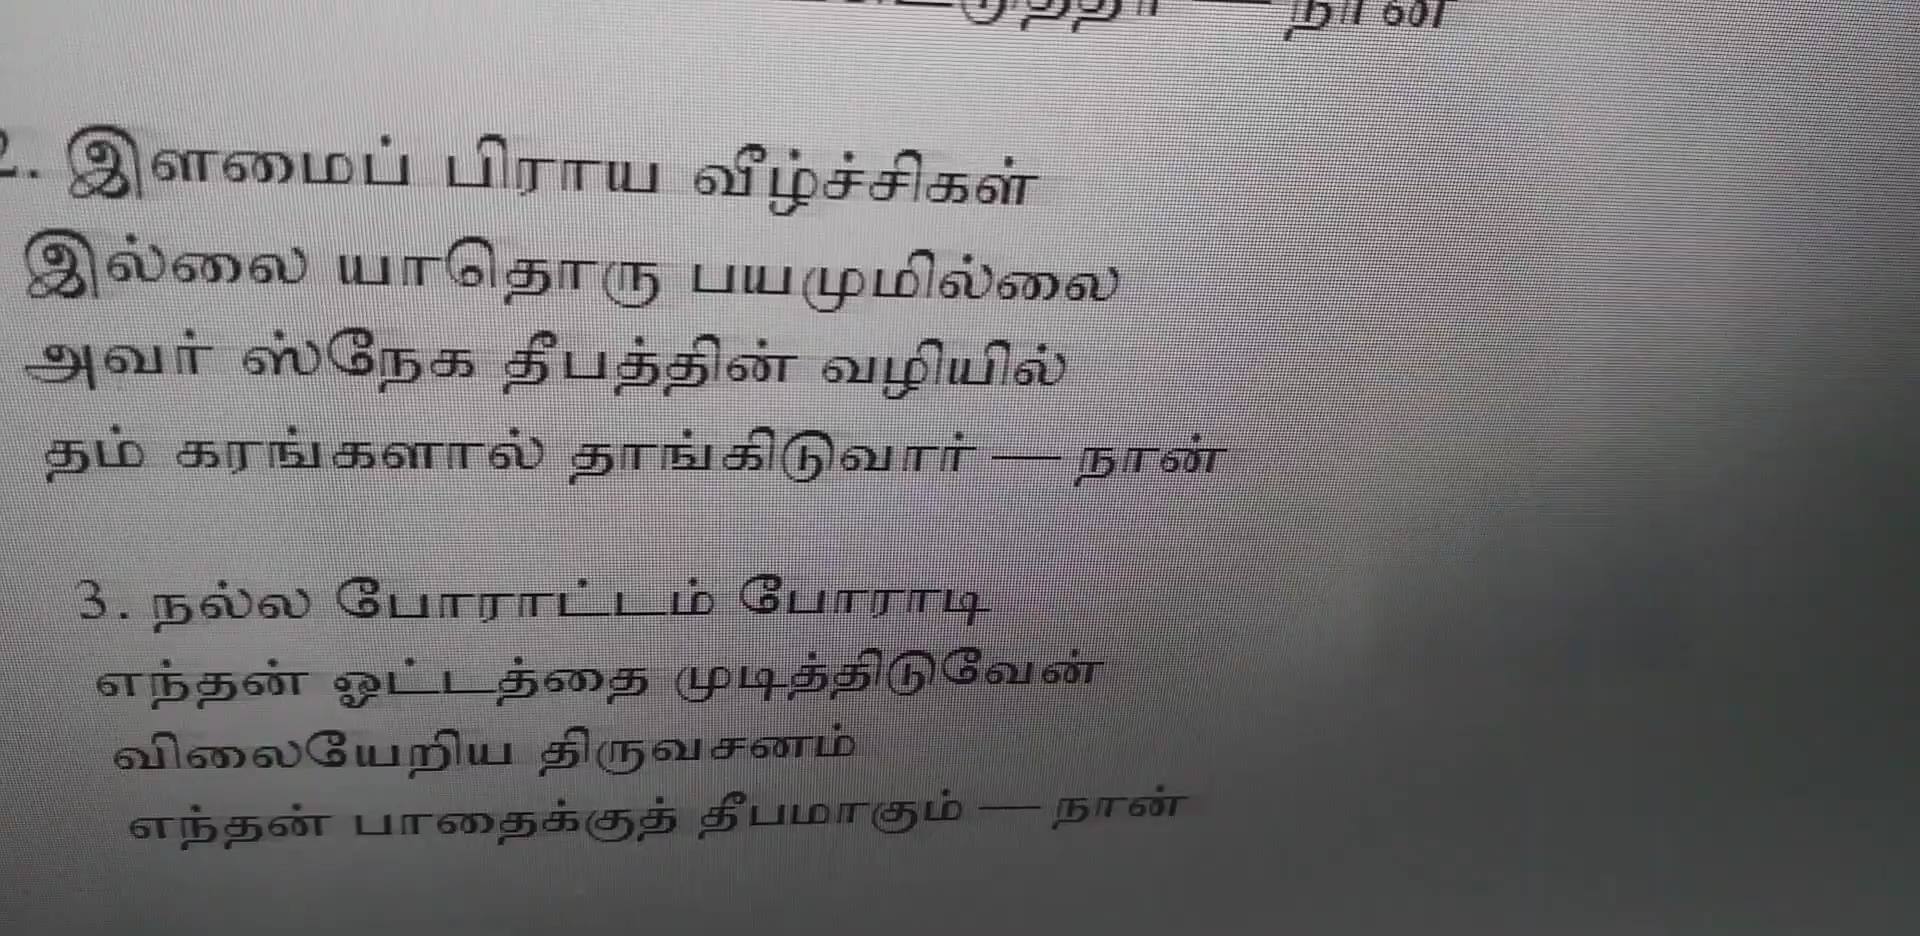 நான்
2. இளமைப் பிராய வீழ்ச்சிகள்
இல்லை யாதொரு பயமுமில்லை
அவர் ஸ்நேக தீபத்தின் வழியில்
தம் கரங்களால் தாங்கிடுவார் — நான்
3. நல்ல போராட்டம் போராடி
எந்தன் ஓட்டத்தை முடித்திடுவேன்
விலையேறிய திருவசனம்
எந்தன் பாதைக்குத் தீபமாகும் — நான்